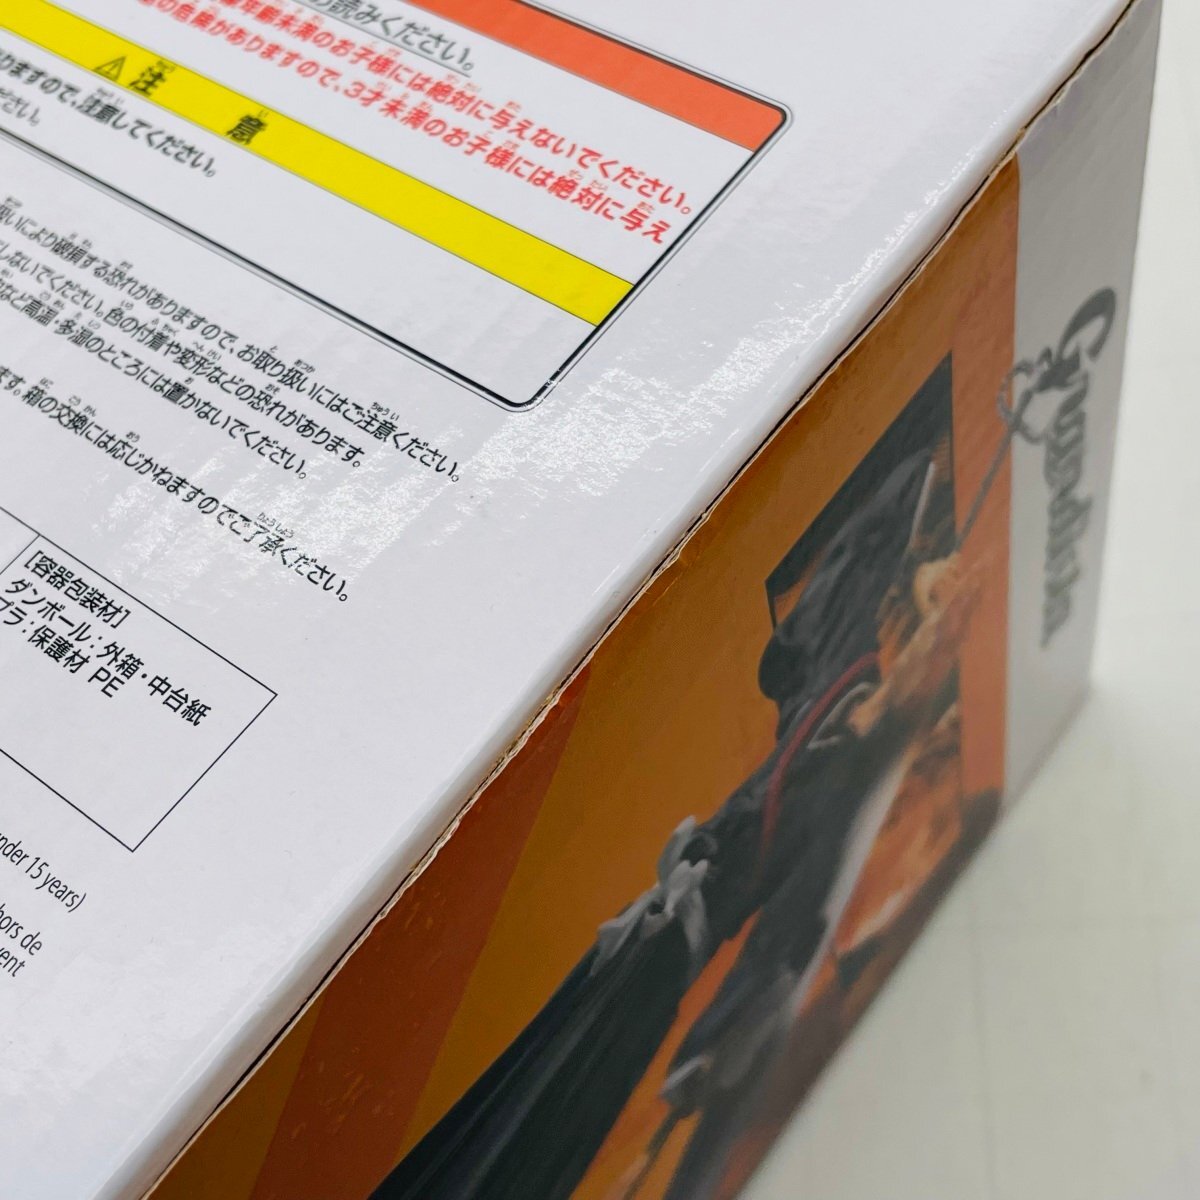 お読みください。
年齢未満のお子様には絶対に与えないでください。
の危険がありますので、3才未満のお子様には絶対に与え
⚠注 意
りますので、注意してください。
ださい。
扱いにより破損する恐れがありますので、お取り扱いにはご注意ください。
しないでください。色の付着や変形などの恐れがあります。
など高温・多湿のところには置かないでください。
ます。箱の交換には応じかねますのでご了承ください。
[容器包装材]
ダンボール:外箱・中台紙
プラ:保護材 PE
nder 15 years)
hors de
vent